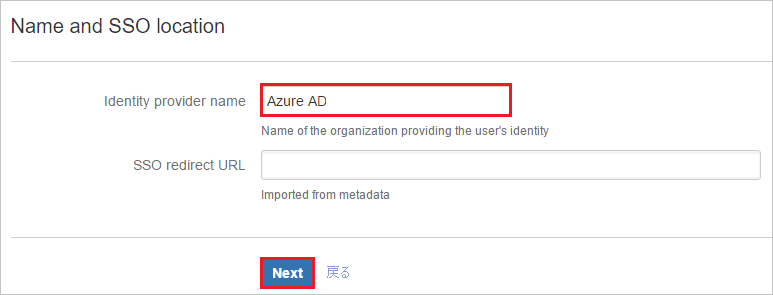 Name and SSO location
Identity provider name Azure AD
Name of the organization providing the user's identity
SSO redirect URL
Imported from metadata
Next 戻る